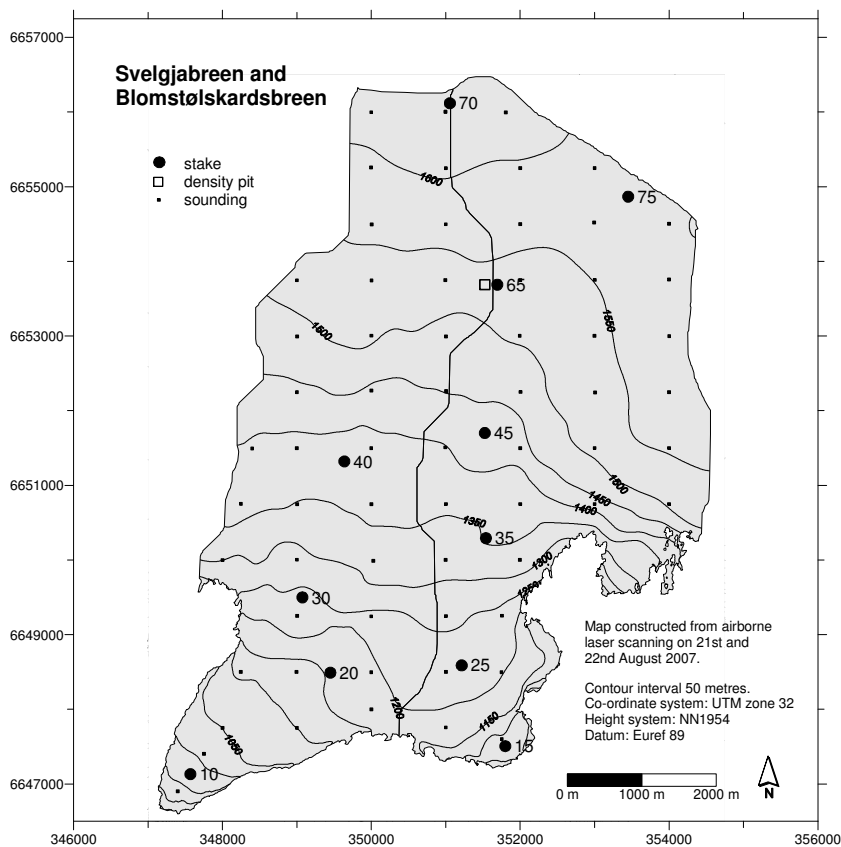 6657000
6655000
6653000
6651000
6649000
6647000
Svelgjabreen and
Blomstølskardsbreen
stake
density pit
sounding
70
1600
75
65
1550
1500
45
40
1500
1450
1400
1350
35
1300
1250
30
20
25
1200
1150
15
1050
10
Map constructed from airborne
laser scanning on 21st and
22nd August 2007.
Contour interval 50 metres.
Co-ordinate system: UTM zone 32
Height system: NN1954
Datum: Euref 89
0 m 1000 m 2000 m
N
346000 348000 350000 352000 354000 356000